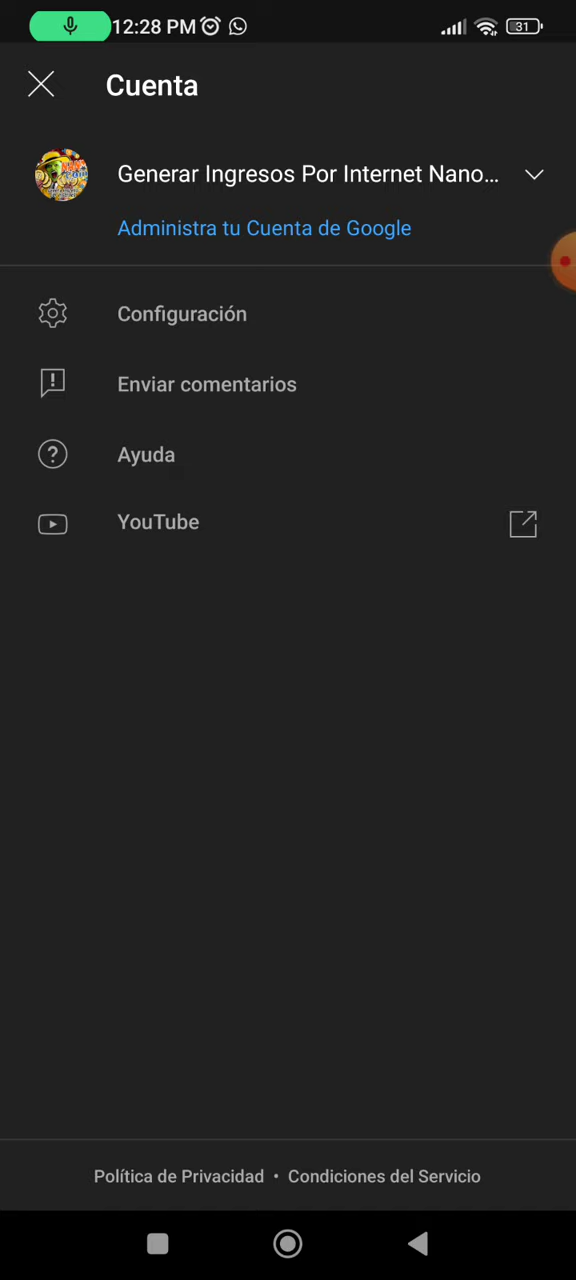 12:28 PM
31
Cuenta
Generar Ingresos Por Internet Nano...
Administra tu Cuenta de Google
Configuración
Enviar comentarios
Ayuda
YouTube
Política de Privacidad • Condiciones del Servicio